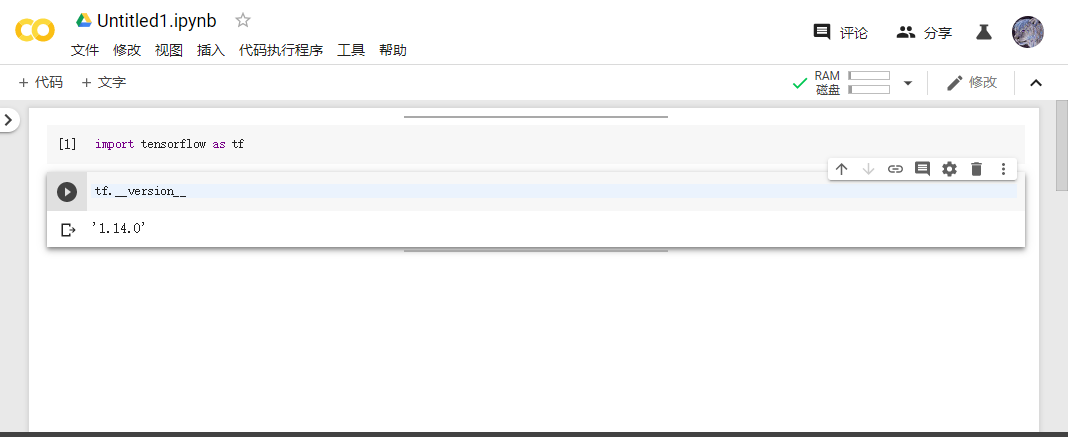 Untitled1.ipynb
文件 修改 视图 插入 代码执行程序 工具 帮助
评论 分享
+ 代码 + 文字
RAM
磁盘
修改
[1] import tensorflow as tf
tf.__version__
'1.14.0'